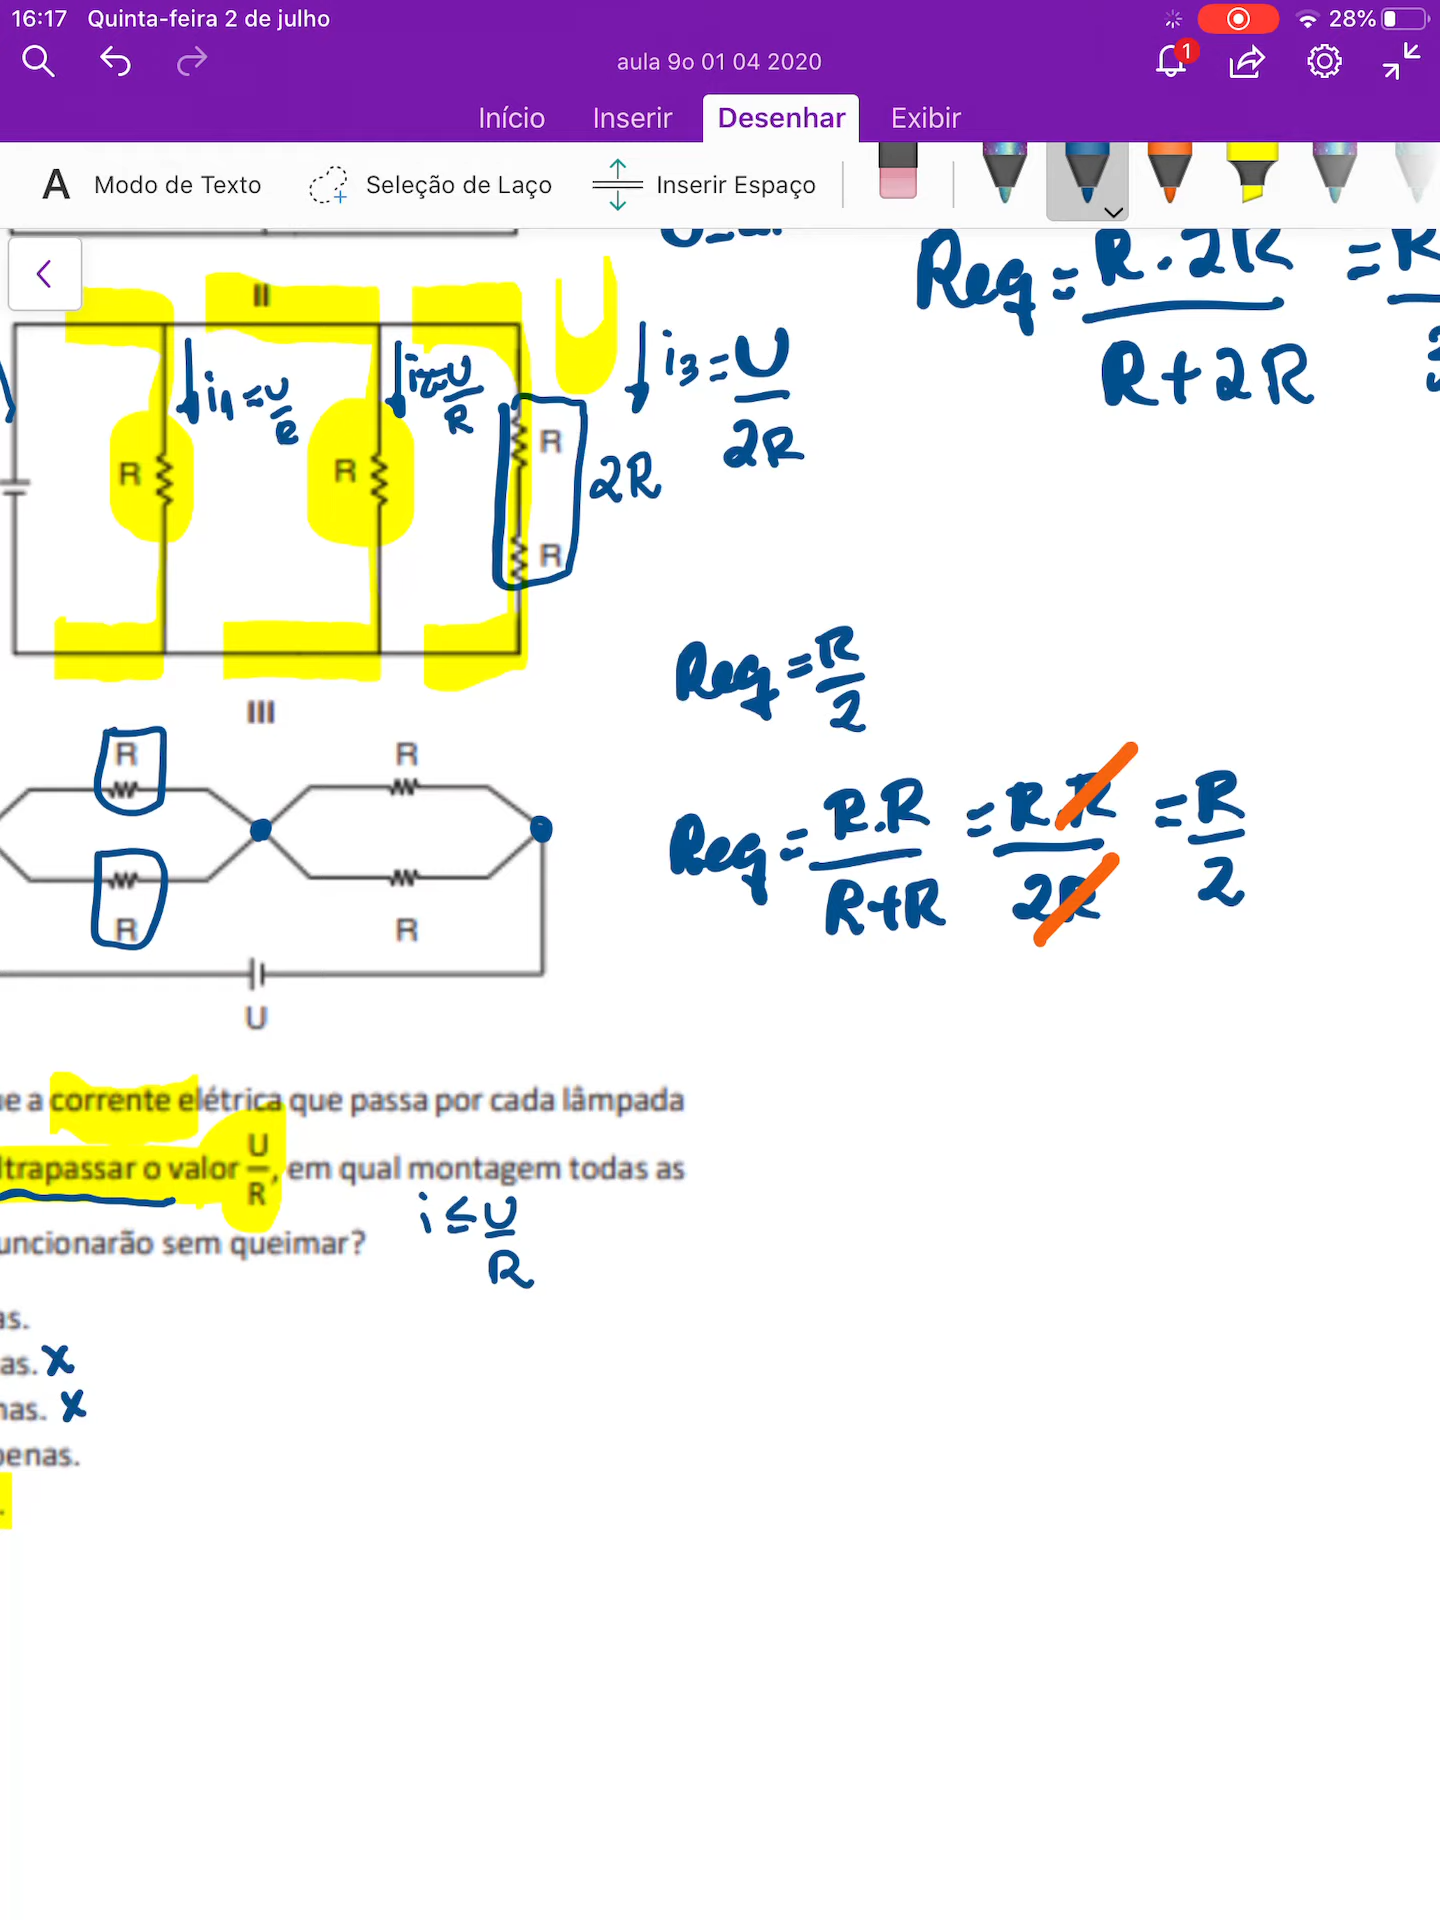 16:17 Quinta-feira 2 de julho 28%
aula 9o 01 04 2020
1
Início Inserir Desenhar Exibir
A Modo de Texto Seleção de Laço Inserir Espaço
Req = R . 2R =
R + 2R
II
U
i1 = U
R
i2 = U
R
i3 = U
2R
R
R
R
2R
R
Req = R
2
III
R
R
Req = R.R = R.R = R
R+R 2R 2
R
R
U
e a corrente elétrica que passa por cada lâmpada
ltrapassar o valor U/R, em qual montagem todas as
uncionarão sem queimar?
i ≤ U
R
as.
as. x
nas. x
penas.